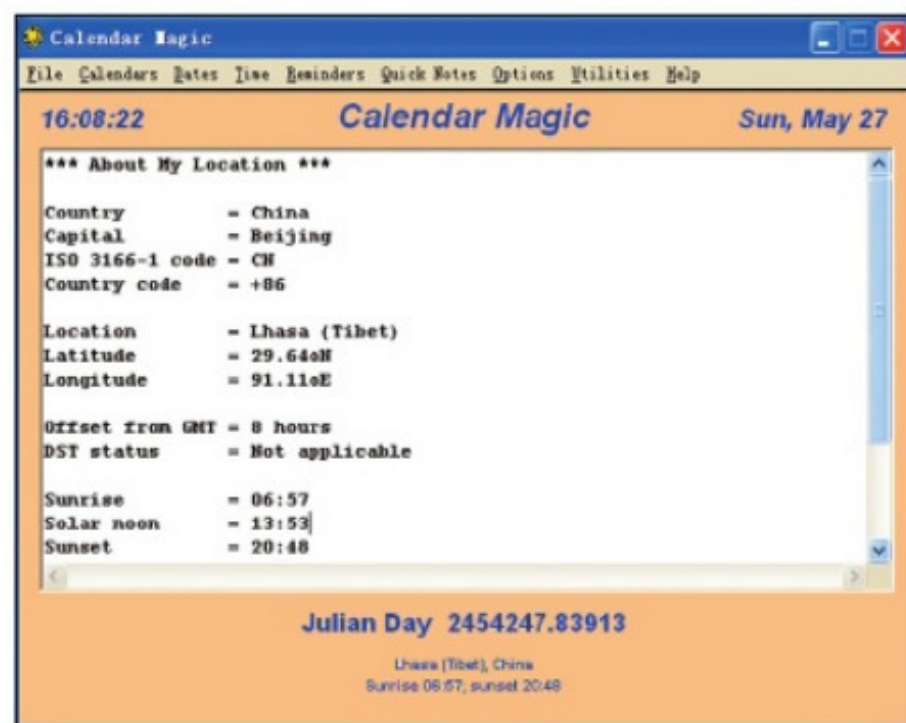 Calendar Magic
File Calendars Dates Time Reminders Quick Notes Options Utilities Help
16:08:22 Calendar Magic Sun, May 27
*** About My Location ***
Country = China
Capital = Beijing
ISO 3166-1 code = CN
Country code = +86
Location = Lhasa (Tibet)
Latitude = 29.64oN
Longitude = 91.11oE
Offset from GMT = 8 hours
DST status = Not applicable
Sunrise = 06:57
Solar noon = 13:53
Sunset = 20:48
Julian Day 2454247.83913
Lhasa (Tibet), China
Sunrise 06:57; sunset 20:48